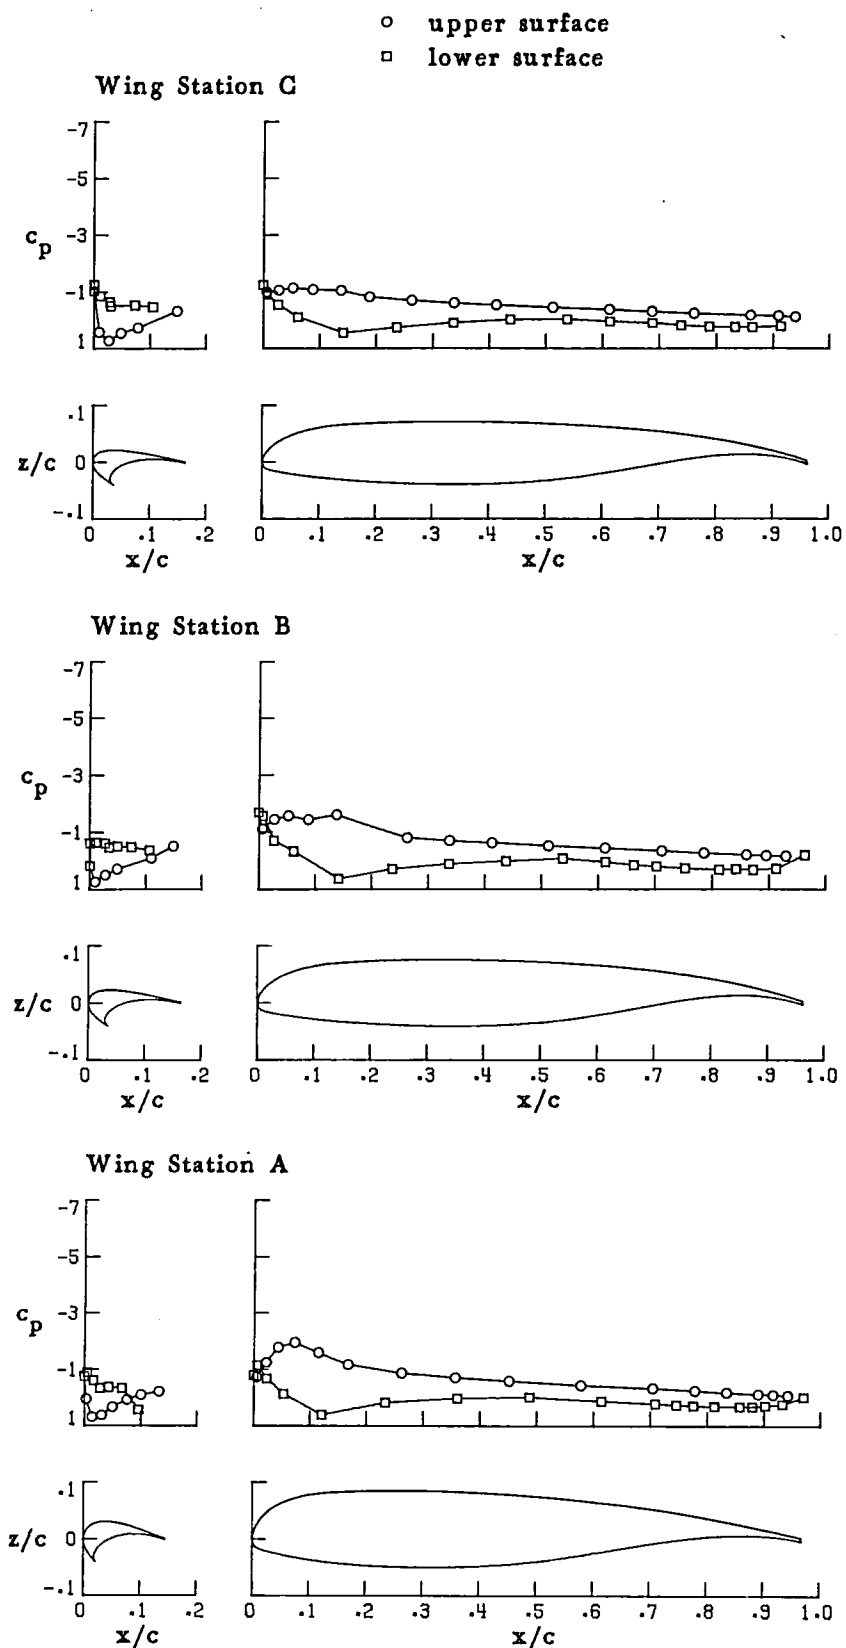 upper surface
lower surface
Wing Station C
-7
-5
-3
cp
-1
1
.1
z/c 0
-.1
0 .1 .2 0 .1 .2 .3 .4 .5 .6 .7 .8 .9 1.0
x/c x/c
Wing Station B
-7
-5
-3
cp
-1
1
.1
z/c 0
-.1
0 .1 .2 0 .1 .2 .3 .4 .5 .6 .7 .8 .9 1.0
x/c x/c
Wing Station A
-7
-5
-3
cp
-1
1
.1
z/c 0
-.1
0 .1 .2 0 .1 .2 .3 .4 .5 .6 .7 .8 .9 1.0
x/c x/c